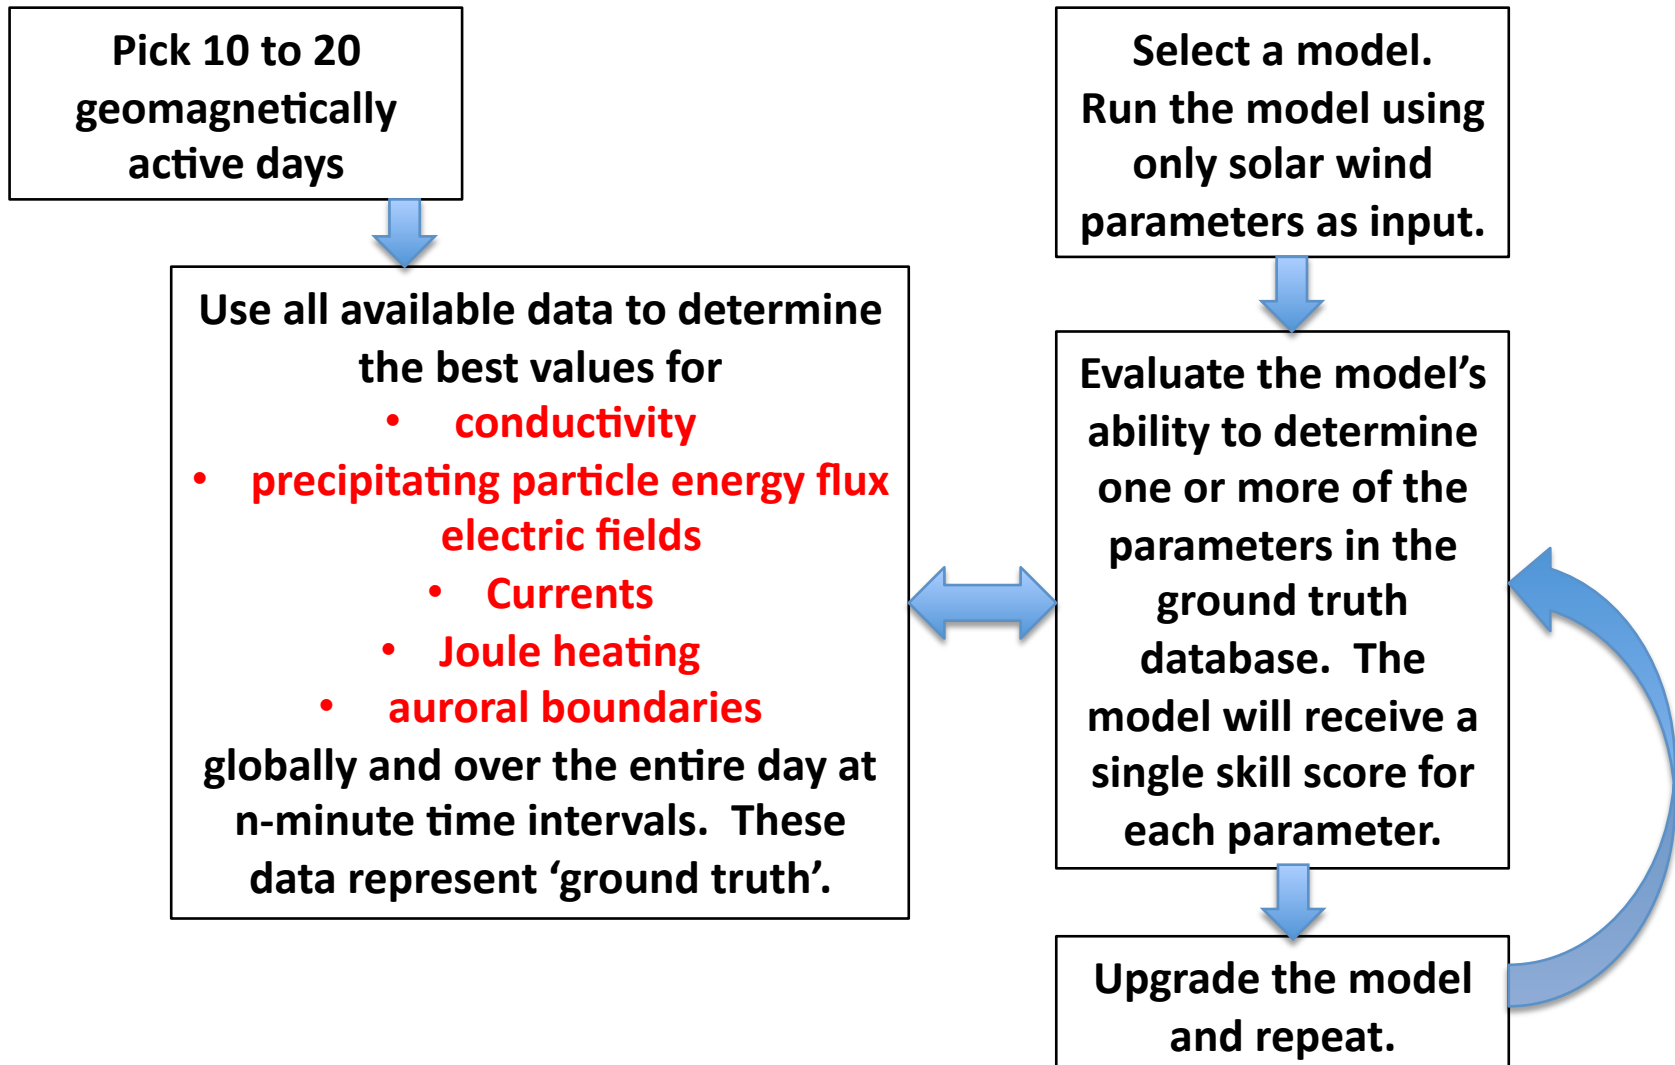 Pick 10 to 20
geomagnetically
active days
Use all available data to determine
the best values for
• conductivity
• precipitating particle energy flux
electric fields
• Currents
• Joule heating
• auroral boundaries
globally and over the entire day at
n-minute time intervals.  These
data represent ‘ground truth’.
Select a model.
Run the model using
only solar wind
parameters as input.
Evaluate the model’s
ability to determine
one or more of the
parameters in the
ground truth
database.  The
model will receive a
single skill score for
each parameter.
Upgrade the model
and repeat.